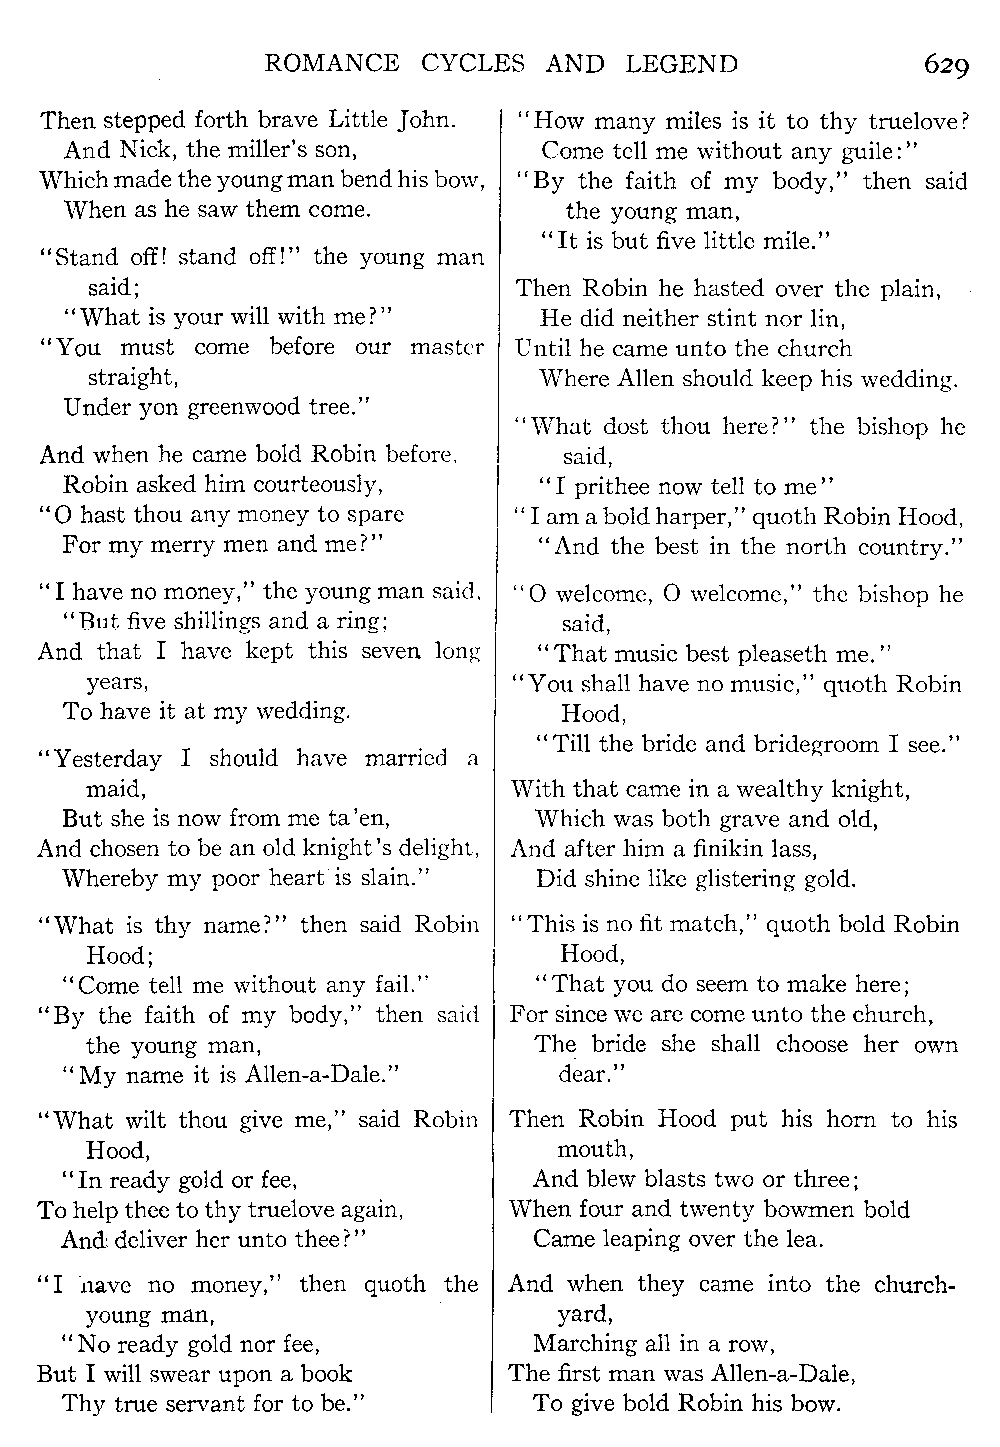 ROMANCE CYCLES AND LEGEND 629
Then stepped forth brave Little John.
And Nick, the miller's son,
Which made the young man bend his bow,
When as he saw them come.
"Stand off! stand off!" the young man
said;
"What is your will with me?"
"You must come before our master
straight,
Under yon greenwood tree."
And when he came bold Robin before,
Robin asked him courteously,
"O hast thou any money to spare
For my merry men and me?"
"I have no money," the young man said,
"But five shillings and a ring;
And that I have kept this seven long
years,
To have it at my wedding.
"Yesterday I should have married a
maid,
But she is now from me ta'en,
And chosen to be an old knight's delight,
Whereby my poor heart is slain."
"What is thy name?" then said Robin
Hood;
"Come tell me without any fail."
"By the faith of my body," then said
the young man,
"My name it is Allen-a-Dale."
"What wilt thou give me," said Robin
Hood,
"In ready gold or fee,
To help thee to thy truelove again,
And deliver her unto thee?"
"I have no money," then quoth the
young man,
"No ready gold nor fee,
But I will swear upon a book
Thy true servant for to be."
"How many miles is it to thy truelove?
Come tell me without any guile:"
"By the faith of my body," then said
the young man,
"It is but five little mile."
Then Robin he hasted over the plain,
He did neither stint nor lin,
Until he came unto the church
Where Allen should keep his wedding.
"What dost thou here?" the bishop he
said,
"I prithee now tell to me"
"I am a bold harper," quoth Robin Hood,
"And the best in the north country."
"O welcome, O welcome," the bishop he
said,
"That music best pleaseth me."
"You shall have no music," quoth Robin
Hood,
"Till the bride and bridegroom I see."
With that came in a wealthy knight,
Which was both grave and old,
And after him a finikin lass,
Did shine like glistering gold.
"This is no fit match," quoth bold Robin
Hood,
"That you do seem to make here;
For since we are come unto the church,
The bride she shall choose her own
dear."
Then Robin Hood put his horn to his
mouth,
And blew blasts two or three;
When four and twenty bowmen bold
Came leaping over the lea.
And when they came into the church-
yard,
Marching all in a row,
The first man was Allen-a-Dale,
To give bold Robin his bow.